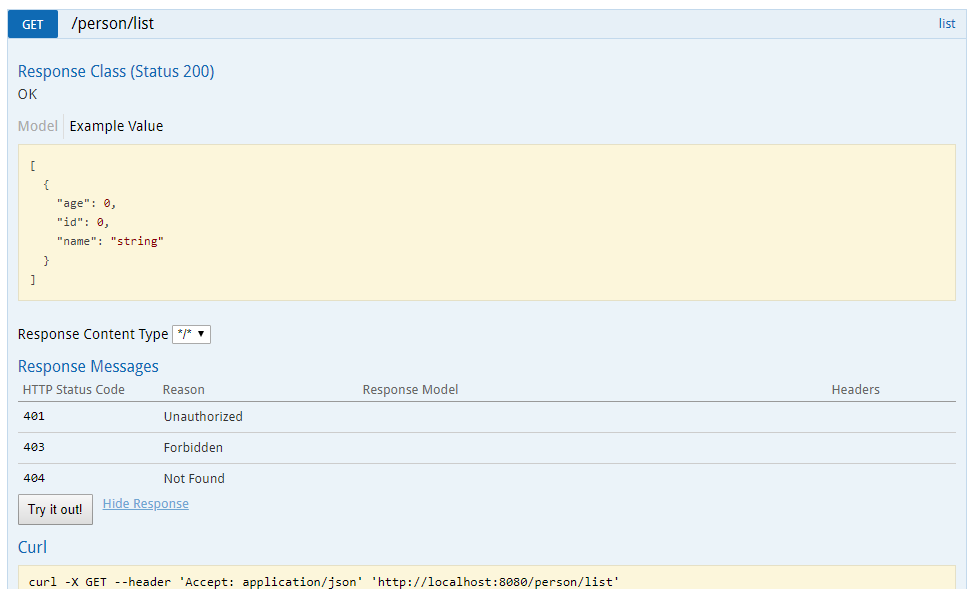 GET /person/list list
Response Class (Status 200)
OK
Model Example Value
[
{
"age": 0,
"id": 0,
"name": "string"
}
]
Response Content Type */* ▼
Response Messages
HTTP Status Code Reason Response Model Headers
401 Unauthorized
403 Forbidden
404 Not Found
Try it out! Hide Response
Curl
curl -X GET --header 'Accept: application/json' 'http://localhost:8080/person/list'